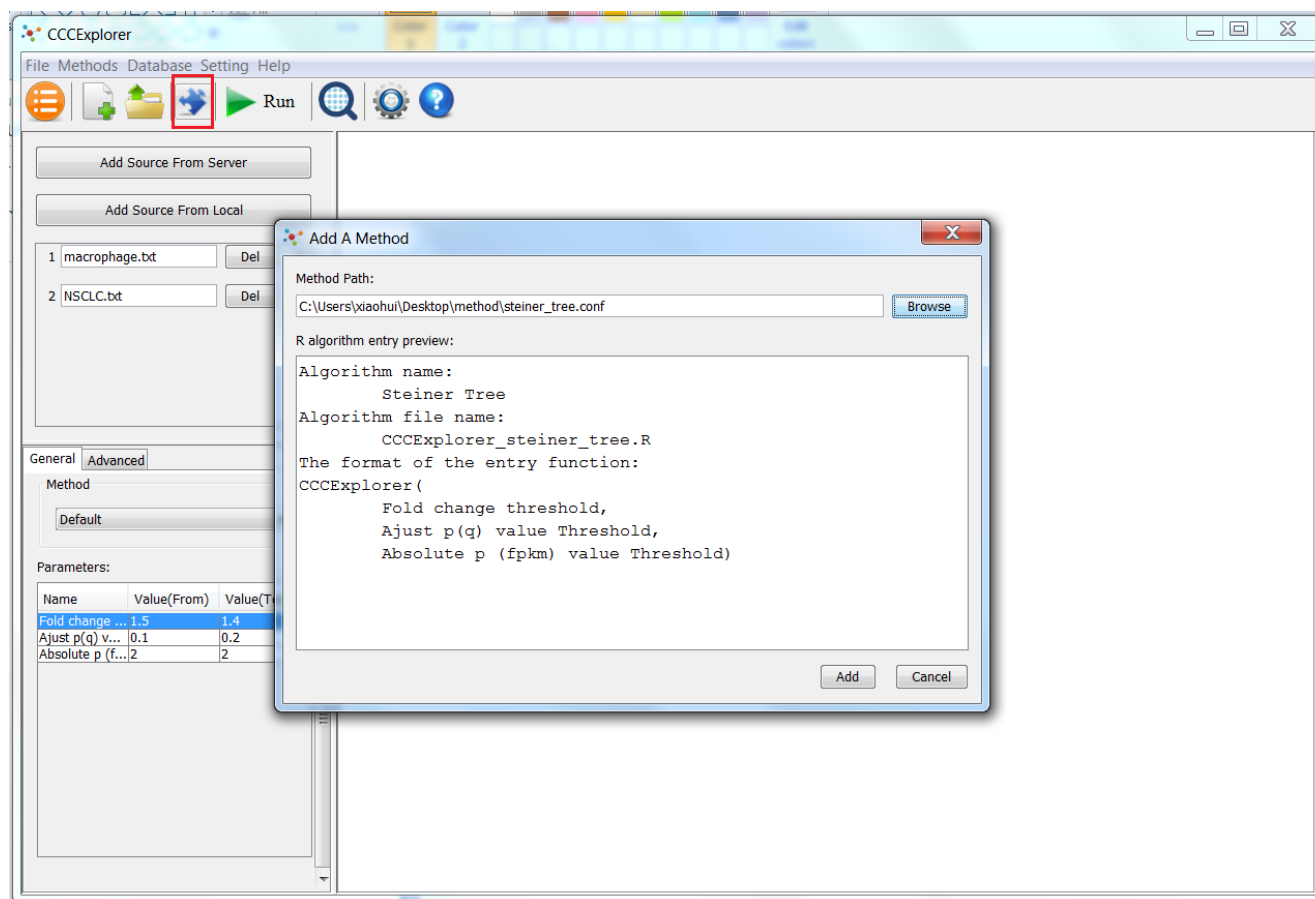 CCCExplorer
File Methods Database Setting Help
Run
Add Source From Server
Add Source From Local
1 macrophage.txt Del
2 NSCLC.txt Del
General Advanced
Method
Default
Parameters:
Name Value(From) Value(T
Fold change ... 1.5 1.4
Ajust p(q) v... 0.1 0.2
Absolute p (f... 2 2
Add A Method
Method Path:
C:\Users\xiaohui\Desktop\method\steiner_tree.conf Browse
R algorithm entry preview:
Algorithm name:
Steiner Tree
Algorithm file name:
CCCExplorer_steiner_tree.R
The format of the entry function:
CCCExplorer(
Fold change threshold,
Ajust p(q) value Threshold,
Absolute p (fpkm) value Threshold)
Add Cancel